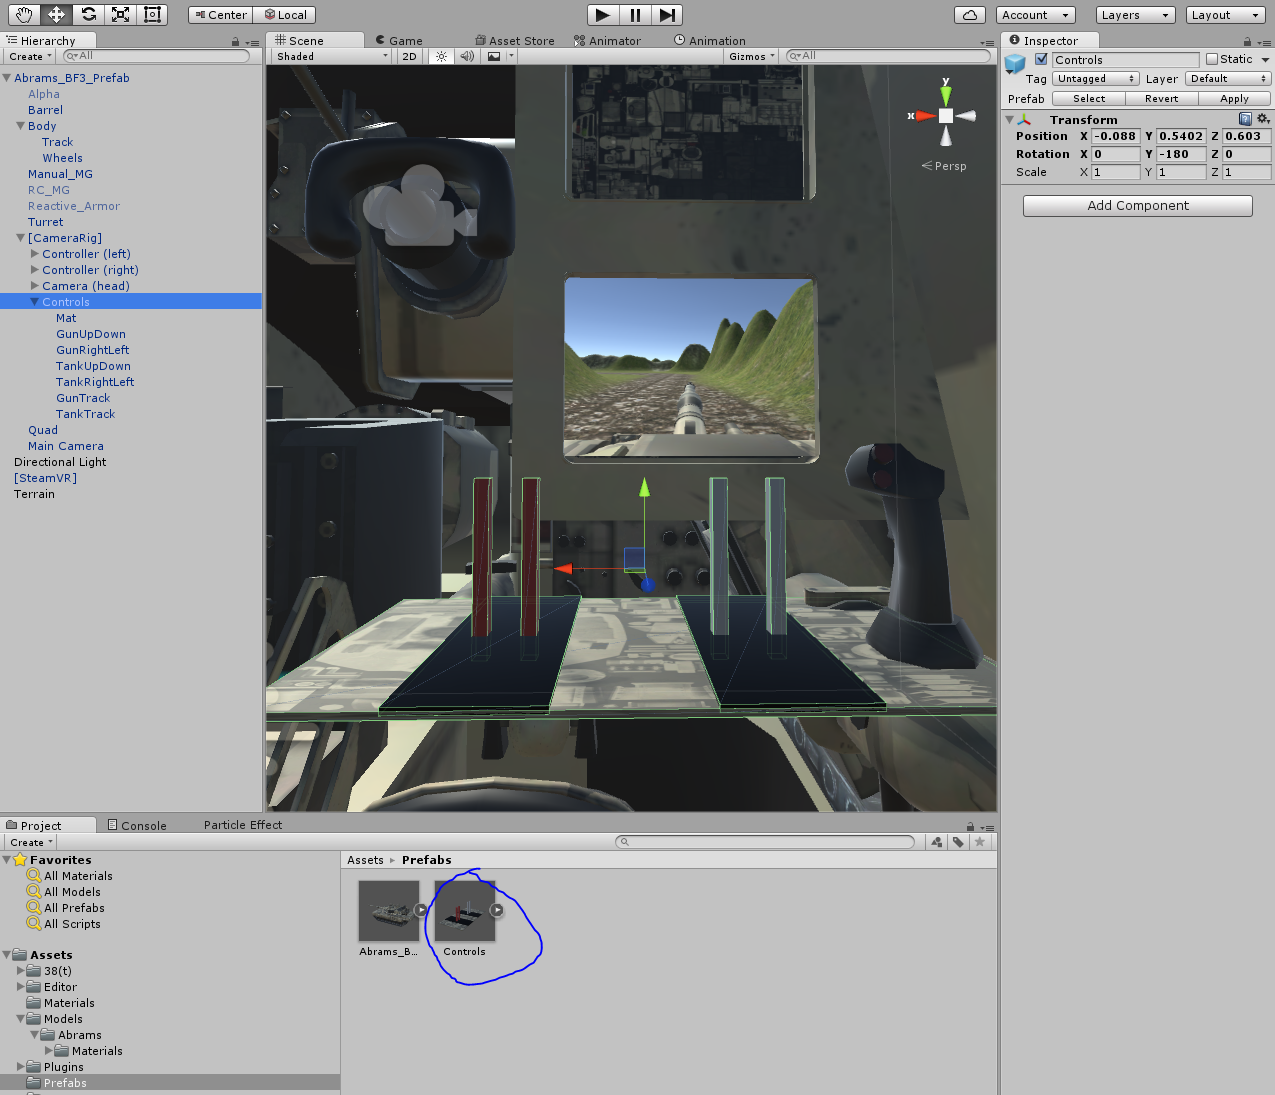 Center Local
Account Layers Layout
Hierarchy
Create All
Abrams_BF3_Prefab
Alpha
Barrel
Body
Track
Wheels
Manual_MG
RC_MG
Reactive_Armor
Turret
[CameraRig]
Controller (left)
Controller (right)
Camera (head)
Controls
Mat
GunUpDown
GunRightLeft
TankUpDown
TankRightLeft
GunTrack
TankTrack
Quad
Main Camera
Directional Light
[SteamVR]
Terrain
Scene Game Asset Store Animator Animation
Shaded 2D Gizmos All
y
x
Persp
Inspector
Controls Static
Tag Untagged Layer Default
Prefab Select Revert Apply
Transform
Position X -0.088 Y 0.5402 Z 0.603
Rotation X 0 Y -180 Z 0
Scale X 1 Y 1 Z 1
Add Component
Project Console Particle Effect
Create
Favorites
All Materials
All Models
All Prefabs
All Scripts
Assets
38(t)
Editor
Materials
Models
Abrams
Materials
Plugins
Prefabs
Assets Prefabs
Abrams_B... Controls